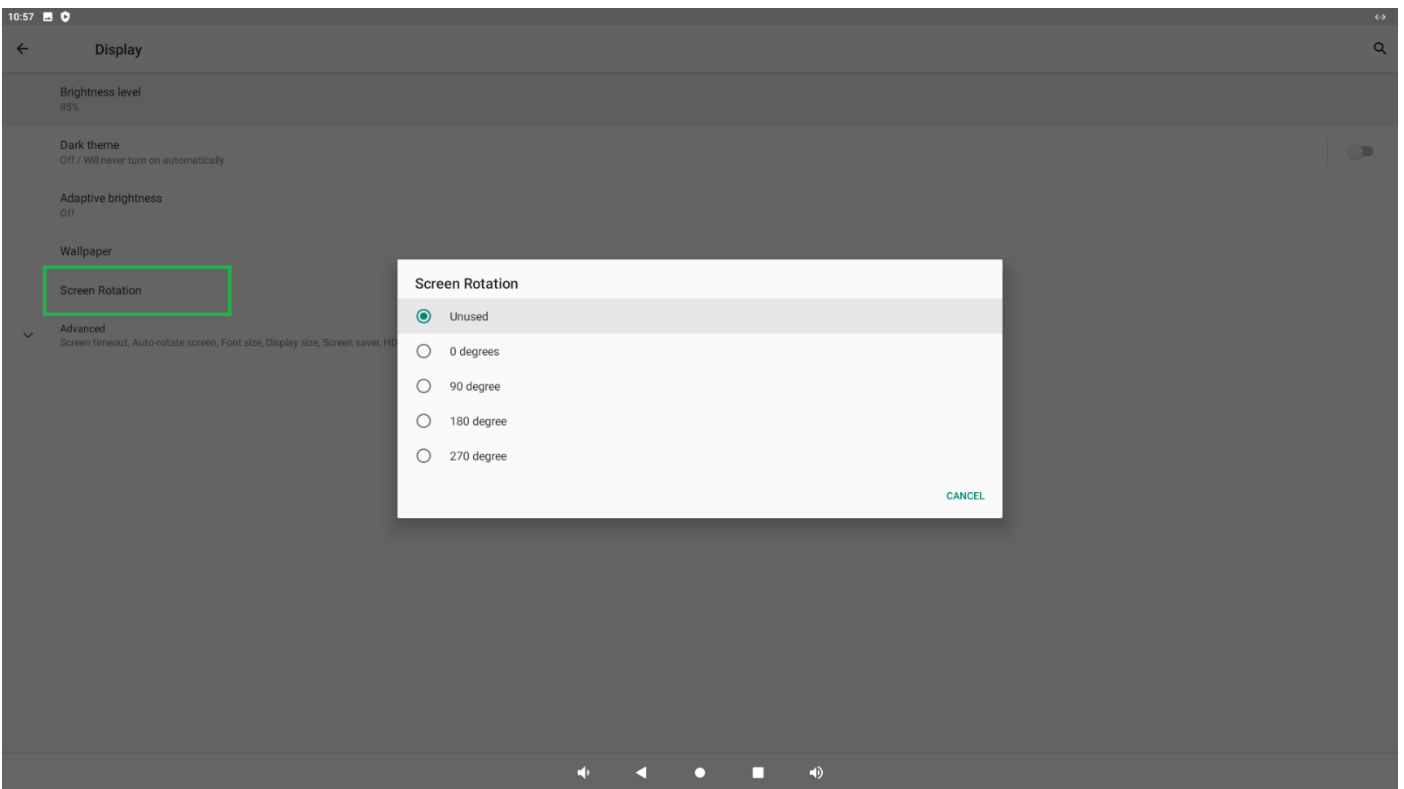 10:57
Display
Brightness level
85%
Dark theme
Off / Will never turn on automatically
Adaptive brightness
Off
Wallpaper
Screen Rotation
Advanced
Screen timeout, Auto-rotate screen, Font size, Display size, Screen saver, HD
Screen Rotation
Unused
0 degrees
90 degree
180 degree
270 degree
CANCEL